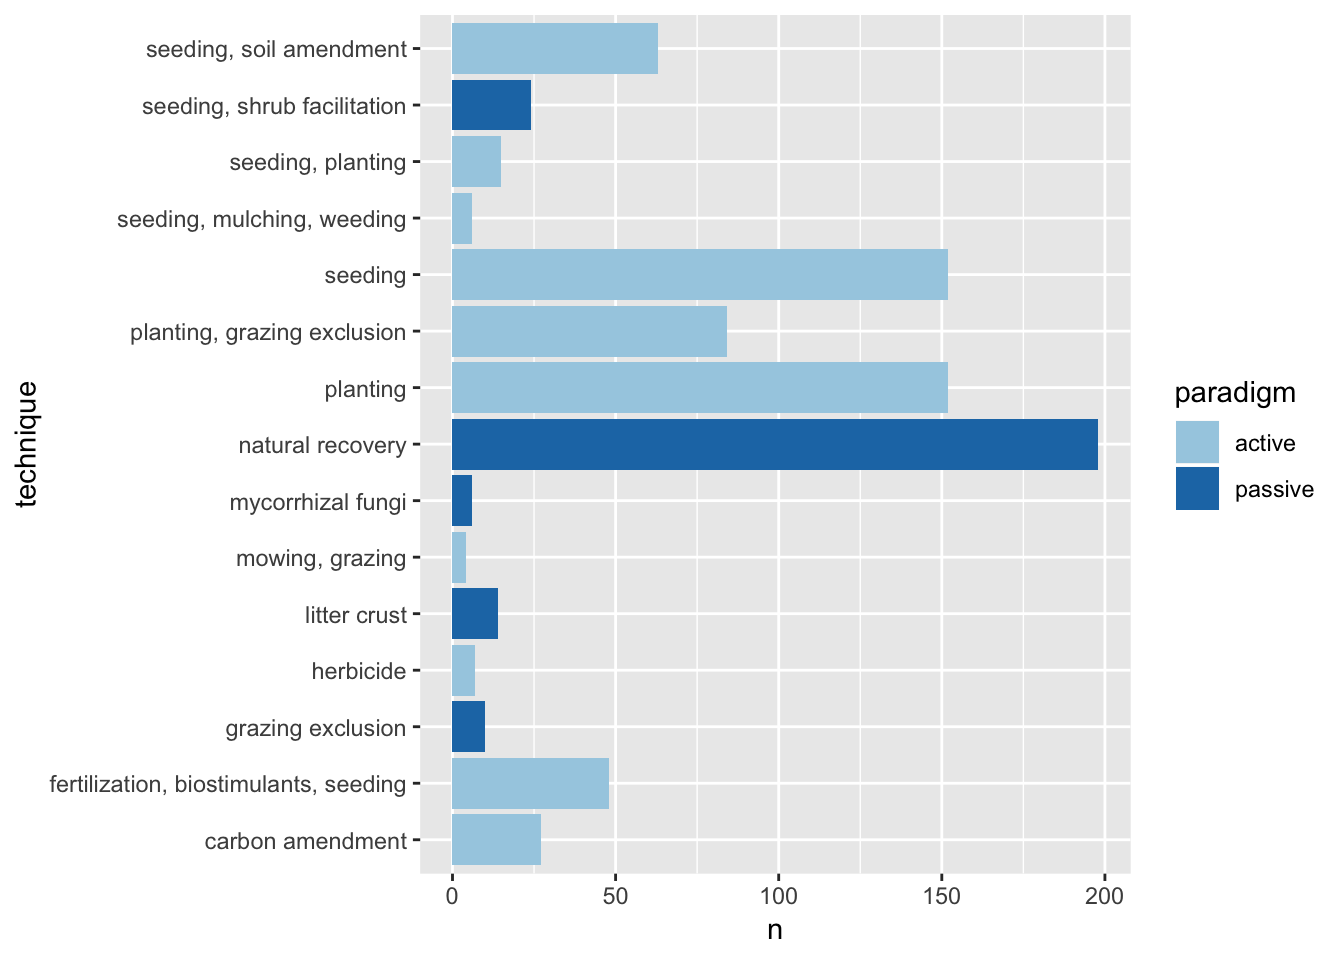 seeding, soil amendment
seeding, shrub facilitation
seeding, planting
seeding, mulching, weeding
seeding
planting, grazing exclusion
planting
natural recovery
mycorrhizal fungi
mowing, grazing
litter crust
herbicide
grazing exclusion
fertilization, biostimulants, seeding
carbon amendment
technique
0 50 100 150 200
n
paradigm
active
passive